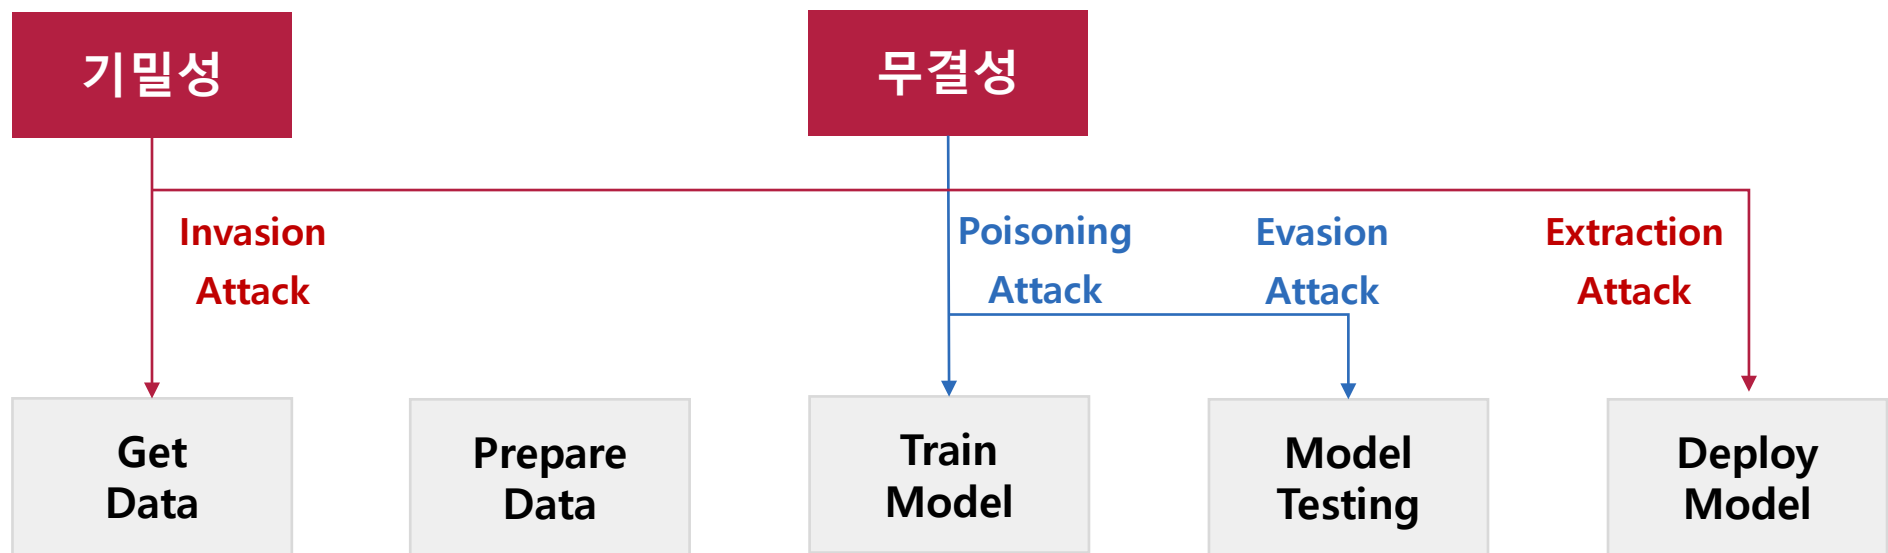 기밀성
무결성
Invasion
Attack
Poisoning
Attack
Evasion
Attack
Extraction
Attack
Get
Data
Prepare
Data
Train
Model
Model
Testing
Deploy
Model